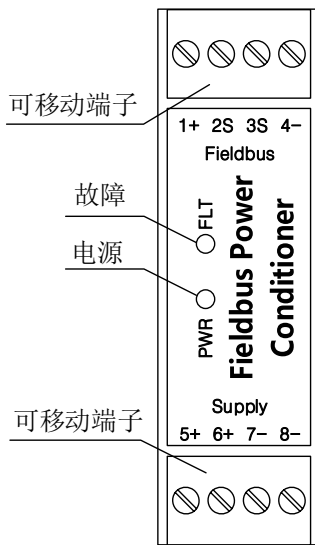 可移动端子
1+ 2S 3S 4-
Fieldbus
故障
FLT
电源
PWR
Fieldbus Power
Conditioner
Supply
可移动端子
5+ 6+ 7- 8-